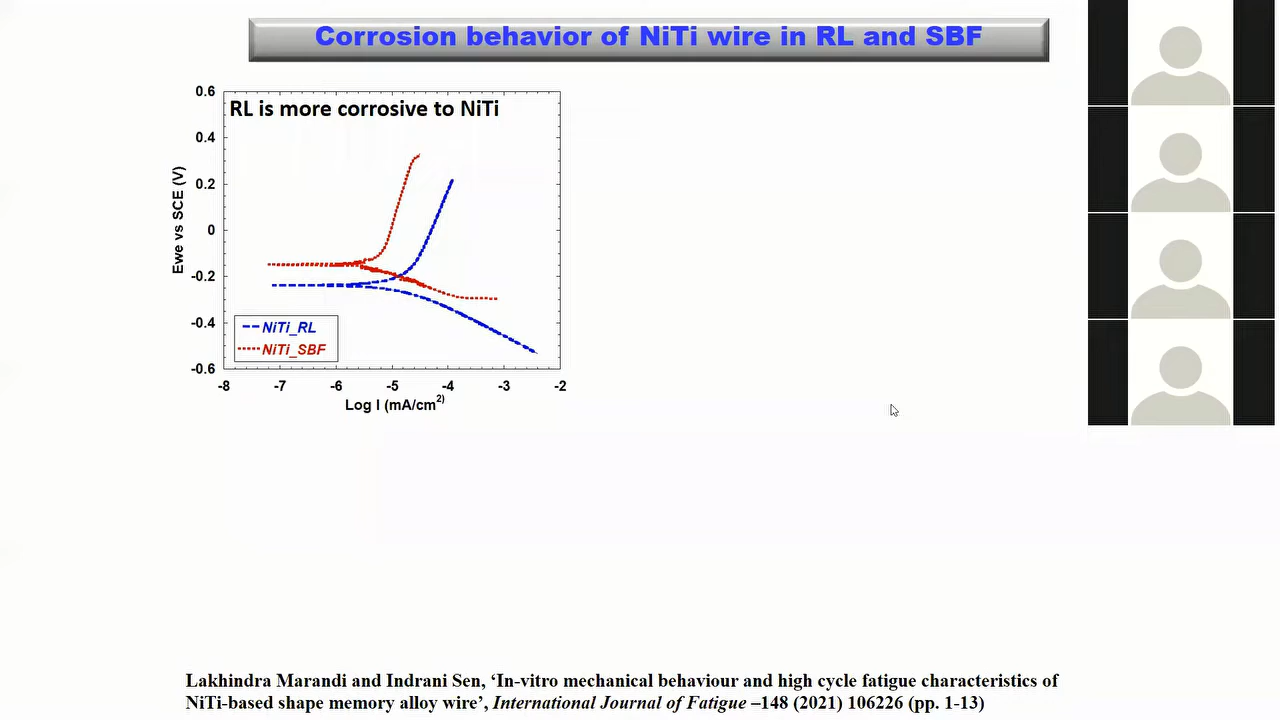 Corrosion behavior of NiTi wire in RL and SBF
RL is more corrosive to NiTi
0.6
0.4
0.2
0
-0.2
-0.4
-0.6
Ewe vs SCE (V)
NiTi_RL
NiTi_SBF
-8 -7 -6 -5 -4 -3 -2
Log I (mA/cm²)
Lakhindra Marandi and Indrani Sen, ‘In-vitro mechanical behaviour and high cycle fatigue characteristics of
NiTi-based shape memory alloy wire’, International Journal of Fatigue –148 (2021) 106226 (pp. 1-13)